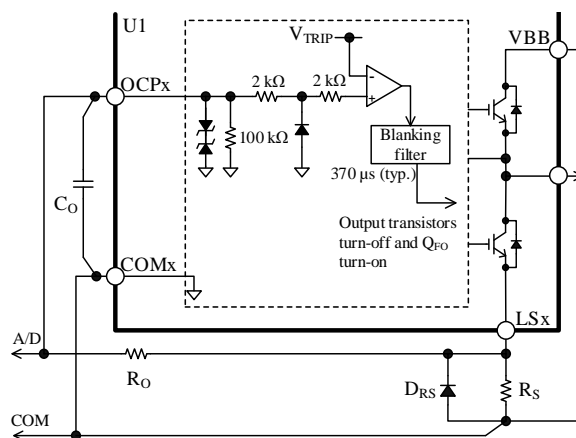 U1
VTRIP
VBB
OCPx
2 kΩ
2 kΩ
-
+
100 kΩ
Blanking
filter
370 µs (typ.)
CO
Output transistors
turn-off and QFO
turn-on
COMx
LSx
A/D
RO
DRS
RS
COM